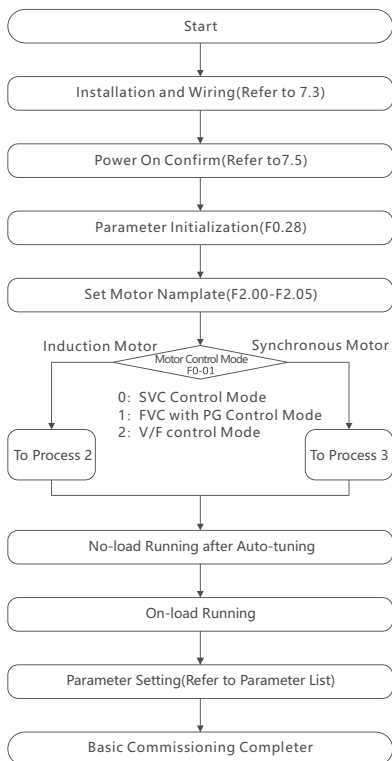 Start
Installation and Wiring(Refer to 7.3)
Power On Confirm(Refer to7.5)
Parameter Initialization(F0.28)
Set Motor Namplate(F2.00-F2.05)
Induction Motor
Synchronous Motor
Motor Control Mode
F0-01
0: SVC Control Mode
1: FVC with PG Control Mode
2: V/F control Mode
To Process 2
To Process 3
No-load Running after Auto-tuning
On-load Running
Parameter Setting(Refer to Parameter List)
Basic Commissioning Completer